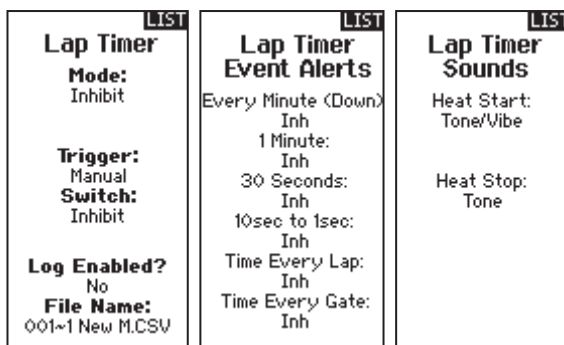 LIST
Lap Timer
Mode:
Inhibit
Trigger:
Manual
Switch:
Inhibit
Log Enabled?
No
File Name:
001~1 New M.CSV
LIST
Lap Timer
Event Alerts
Every Minute (Down)
Inh
1 Minute:
Inh
30 Seconds:
Inh
10sec to 1sec:
Inh
Time Every Lap:
Inh
Time Every Gate:
Inh
LIST
Lap Timer
Sounds
Heat Start:
Tone/Vibe
Heat Stop:
Tone